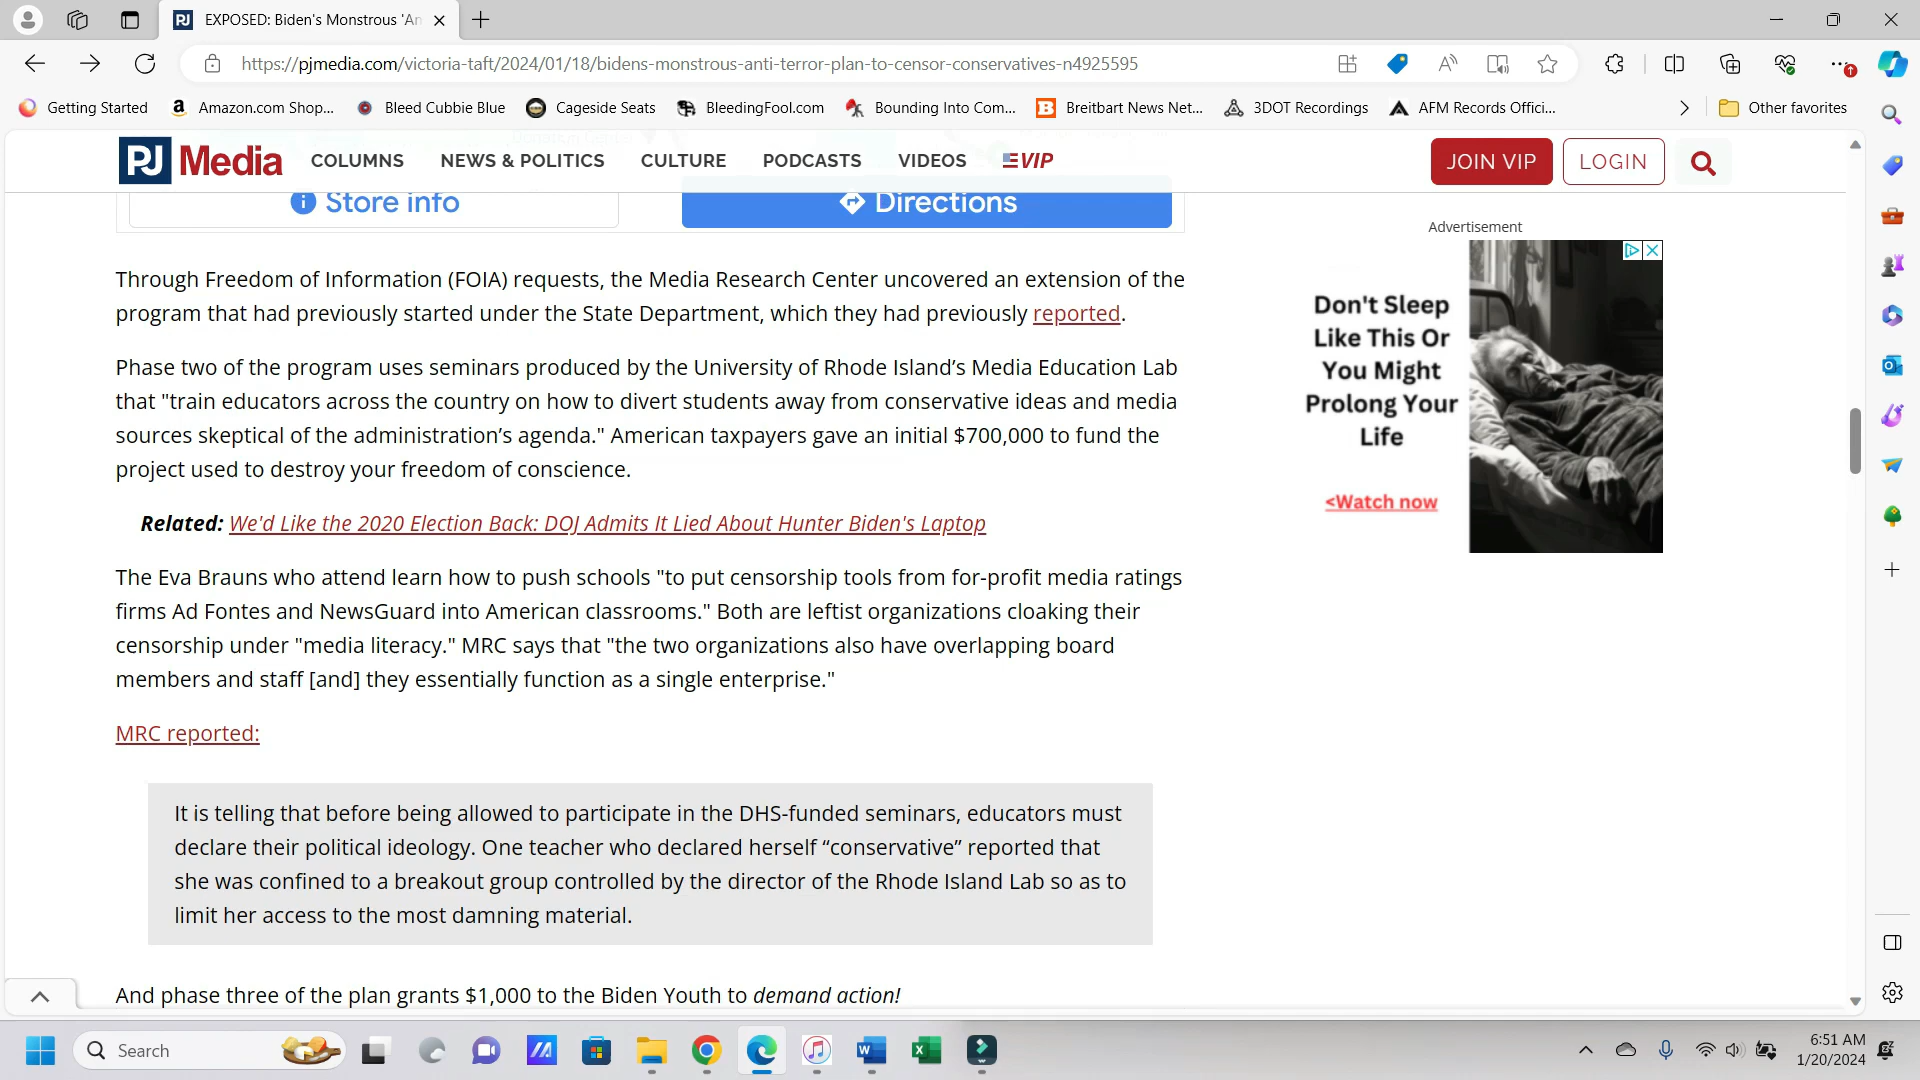 EXPOSED: Biden's Monstrous 'An
https://pjmedia.com/victoria-taft/2024/01/18/bidens-monstrous-anti-terror-plan-to-censor-conservatives-n4925595
Getting Started
Amazon.com Shop...
Bleed Cubbie Blue
Cageside Seats
BleedingFool.com
Bounding Into Com...
Breitbart News Net...
3DOT Recordings
AFM Records Offici...
Other favorites
PJ Media
COLUMNS
NEWS & POLITICS
CULTURE
PODCASTS
VIDEOS
VIP
JOIN VIP
LOGIN
Store info
Directions
Through Freedom of Information (FOIA) requests, the Media Research Center uncovered an extension of the
program that had previously started under the State Department, which they had previously reported.
Phase two of the program uses seminars produced by the University of Rhode Island’s Media Education Lab
that "train educators across the country on how to divert students away from conservative ideas and media
sources skeptical of the administration’s agenda." American taxpayers gave an initial $700,000 to fund the
project used to destroy your freedom of conscience.
Related: We'd Like the 2020 Election Back: DOJ Admits It Lied About Hunter Biden's Laptop
The Eva Brauns who attend learn how to push schools "to put censorship tools from for-profit media ratings
firms Ad Fontes and NewsGuard into American classrooms." Both are leftist organizations cloaking their
censorship under "media literacy." MRC says that "the two organizations also have overlapping board
members and staff [and] they essentially function as a single enterprise."
MRC reported:
It is telling that before being allowed to participate in the DHS-funded seminars, educators must
declare their political ideology. One teacher who declared herself “conservative” reported that
she was confined to a breakout group controlled by the director of the Rhode Island Lab so as to
limit her access to the most damning material.
And phase three of the plan grants $1,000 to the Biden Youth to demand action!
Advertisement
Don't Sleep
Like This Or
You Might
Prolong Your
Life
<Watch now
Search
6:51 AM
1/20/2024